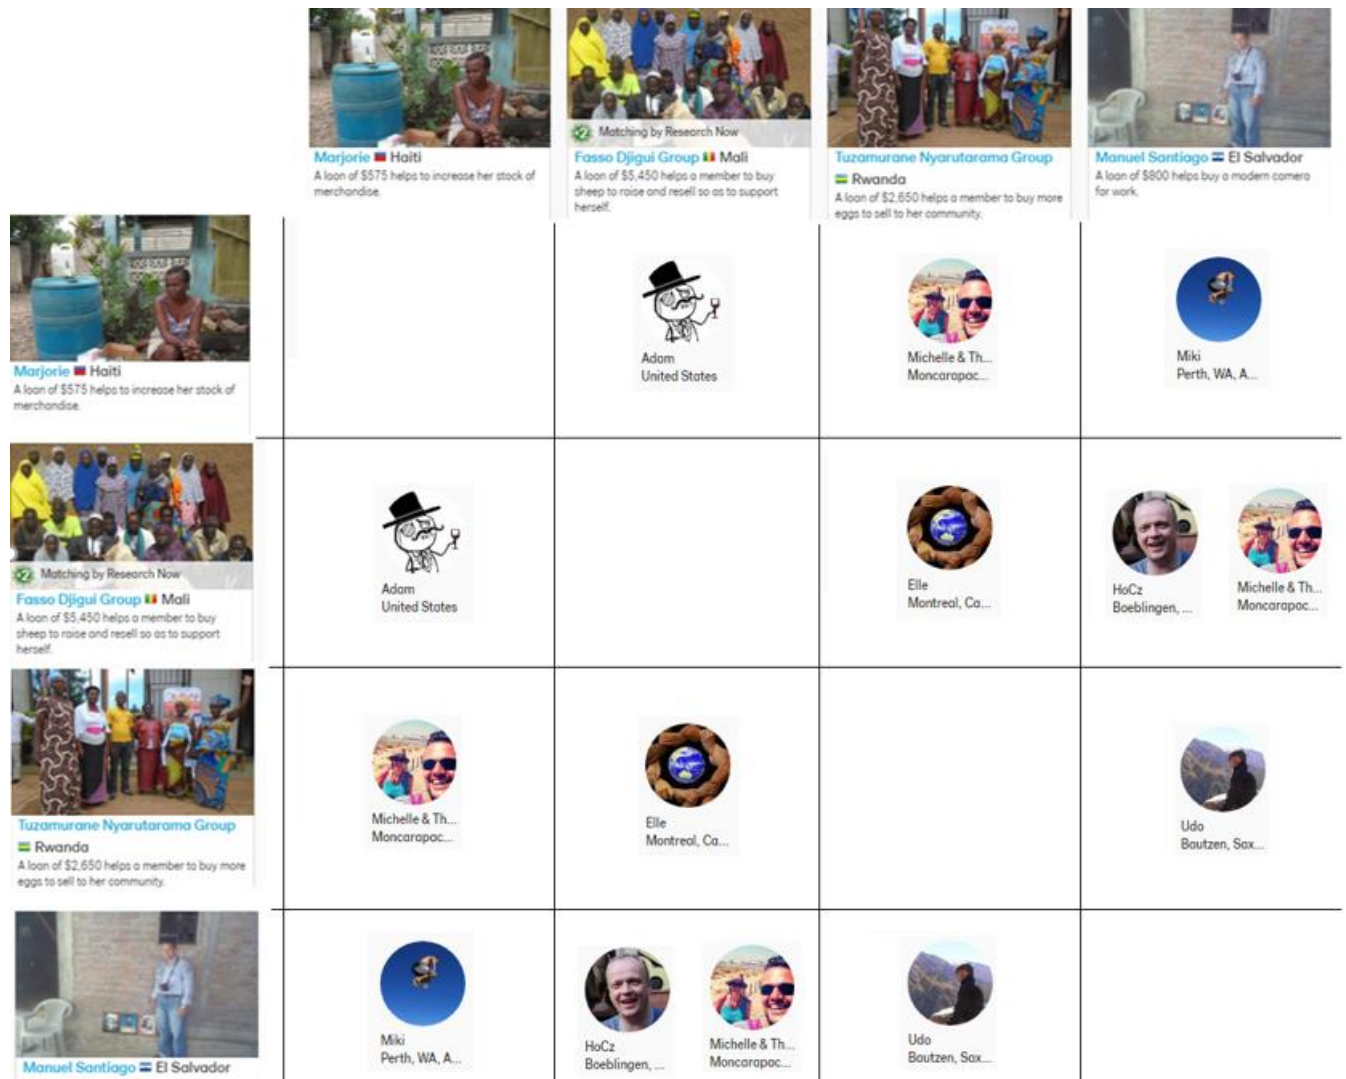 Matching by Research Now
Marjorie Haiti
A loan of $575 helps to increase her stock of
merchandise.
Fasso Djigui Group Mali
A loan of $5,450 helps a member to buy
sheep to raise and resell so as to support
herself.
Tuzamurane Nyarutarama Group
Rwanda
A loan of $2,650 helps a member to buy more
eggs to sell to her community.
Manuel Santiago El Salvador
A loan of $800 helps buy a modern camera
for work.
Marjorie Haiti
A loan of $575 helps to increase her stock of
merchandise.
Adam
United States
Michelle & Th...
Moncarapac...
Miki
Perth, WA, A...
x2 Matching by Research Now
Fasso Djigui Group Mali
A loan of $5,450 helps a member to buy
sheep to raise and resell so as to support
herself.
Adam
United States
Elle
Montreal, Ca...
HoCz
Boeblingen, ...
Michelle & Th...
Moncarapac...
Tuzamurane Nyarutarama Group
Rwanda
A loan of $2,650 helps a member to buy more
eggs to sell to her community.
Michelle & Th...
Moncarapac...
Elle
Montreal, Ca...
Udo
Bautzen, Sax...
Manuel Santiago El Salvador
Miki
Perth, WA, A...
HoCz
Boeblingen, ...
Michelle & Th...
Moncarapac...
Udo
Bautzen, Sax...